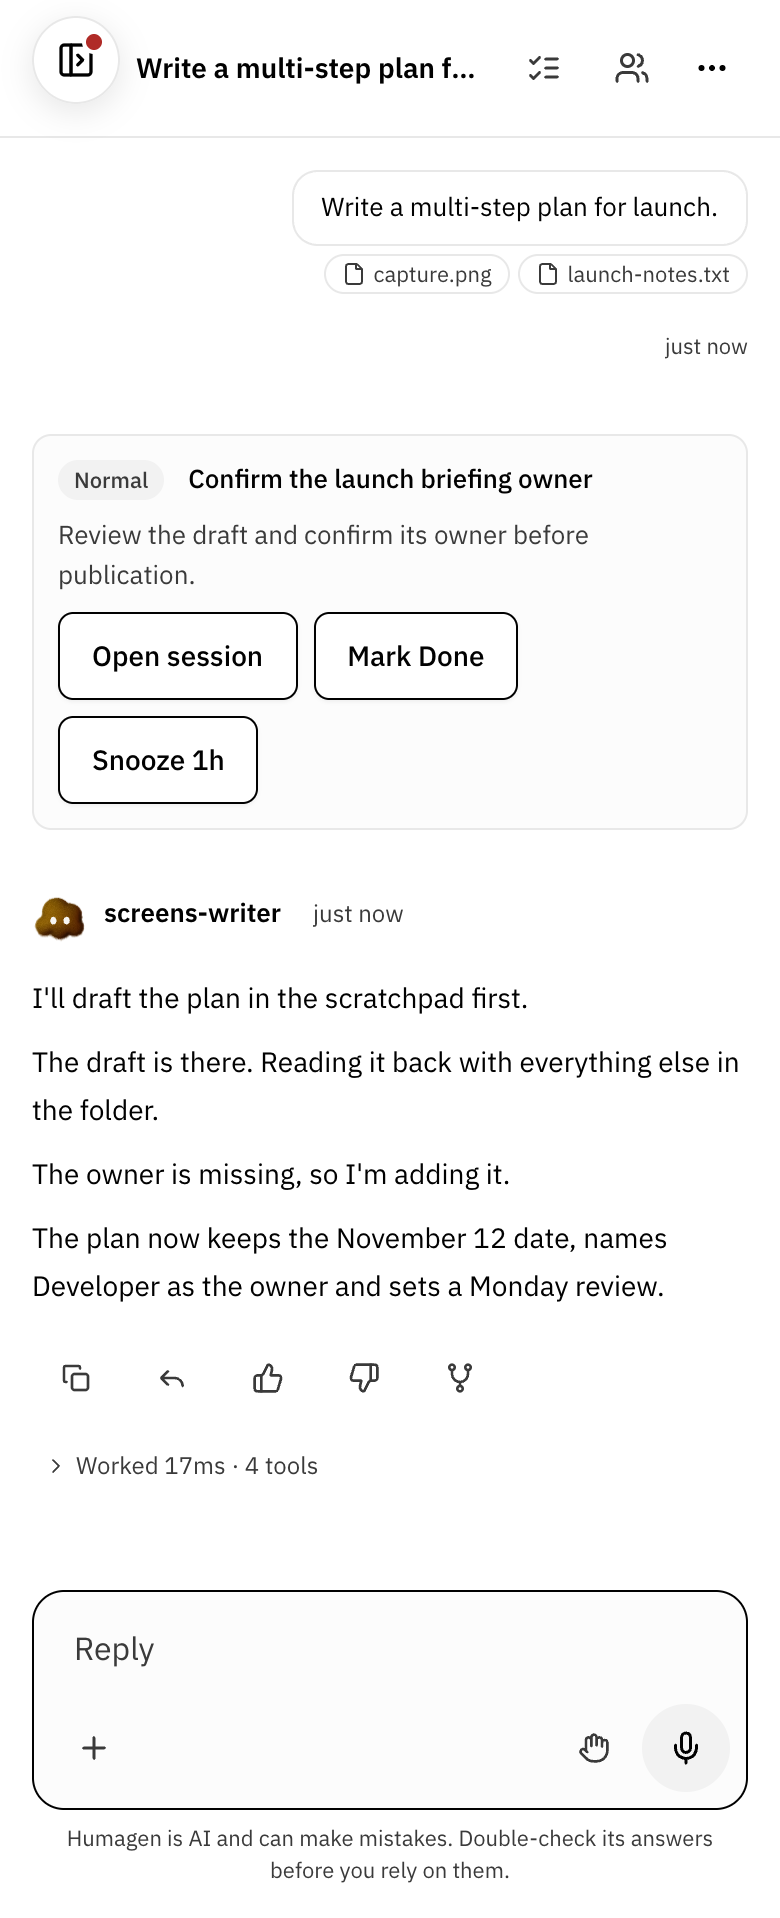 Write a multi-step plan f...
Write a multi-step plan for launch.
capture.png
launch-notes.txt
just now
Normal
Confirm the launch briefing owner
Review the draft and confirm its owner before
publication.
Open session
Mark Done
Snooze 1h
screens-writer
just now
I'll draft the plan in the scratchpad first.
The draft is there. Reading it back with everything else in
the folder.
The owner is missing, so I'm adding it.
The plan now keeps the November 12 date, names
Developer as the owner and sets a Monday review.
Worked 17ms · 4 tools
Reply
Humagen is AI and can make mistakes. Double-check its answers
before you rely on them.